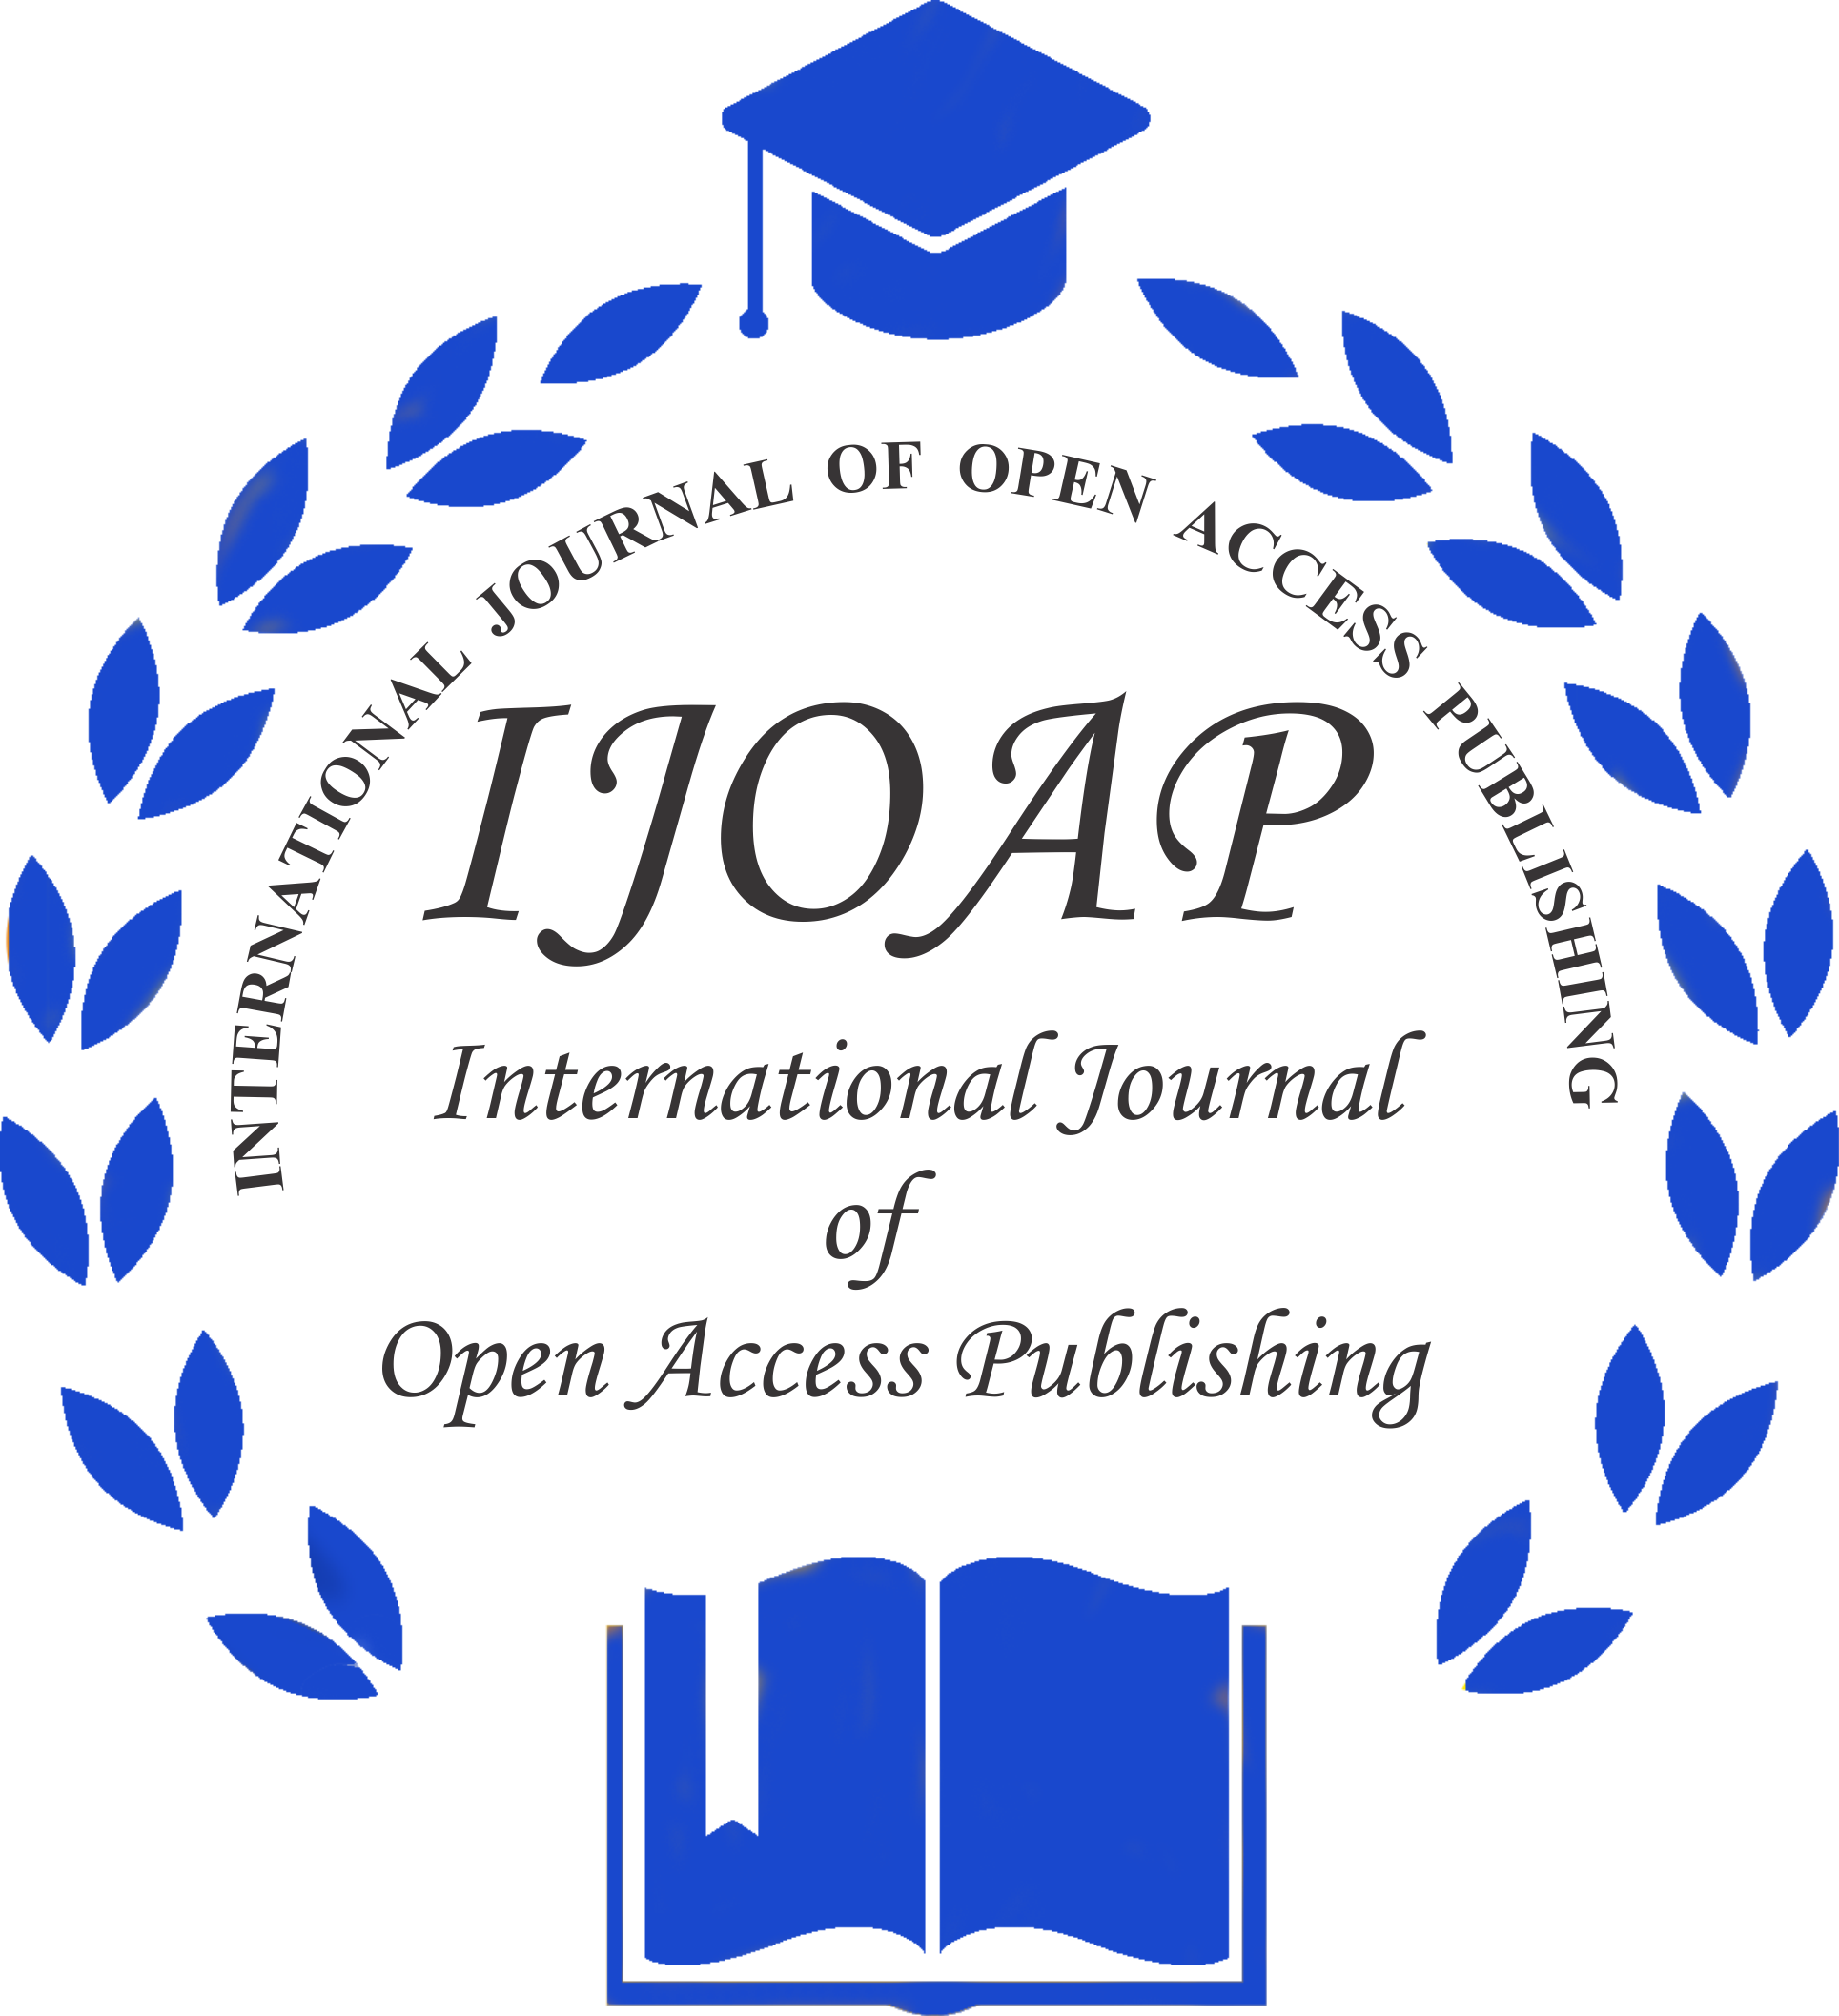 INTERNATIONAL JOURNAL OF OPEN ACCESS PUBLISHING
IJOAP
International Journal
of
Open Access Publishing